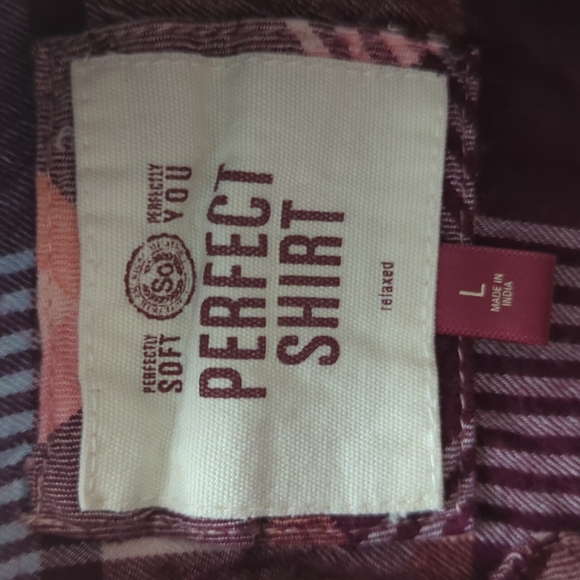 PERFECTLY
SOFT
So
PERFECTLY
YOU
PERFECT
SHIRT
relaxed
L
MADE IN
INDIA